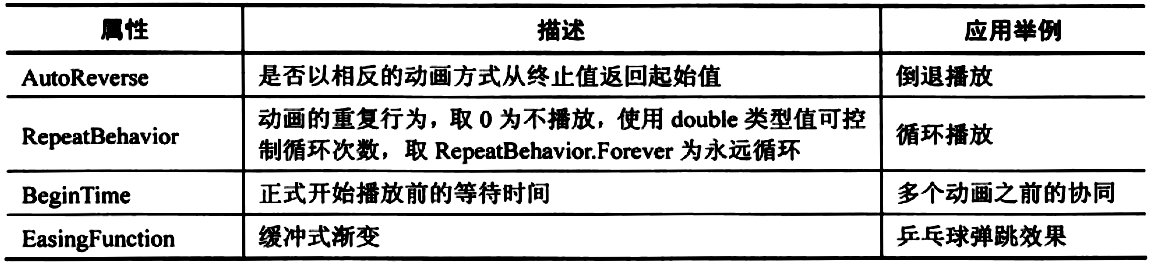 属性 描述 应用举例
AutoReverse 是否以相反的动画方式从终止值返回起始值 倒退播放
RepeatBehavior 动画的重复行为，取 0 为不播放，使用 double 类型值可控
制循环次数，取 RepeatBehavior.Forever 为永远循环 循环播放
BeginTime 正式开始播放前的等待时间 多个动画之前的协同
EasingFunction 缓冲式渐变 乒乓球弹跳效果